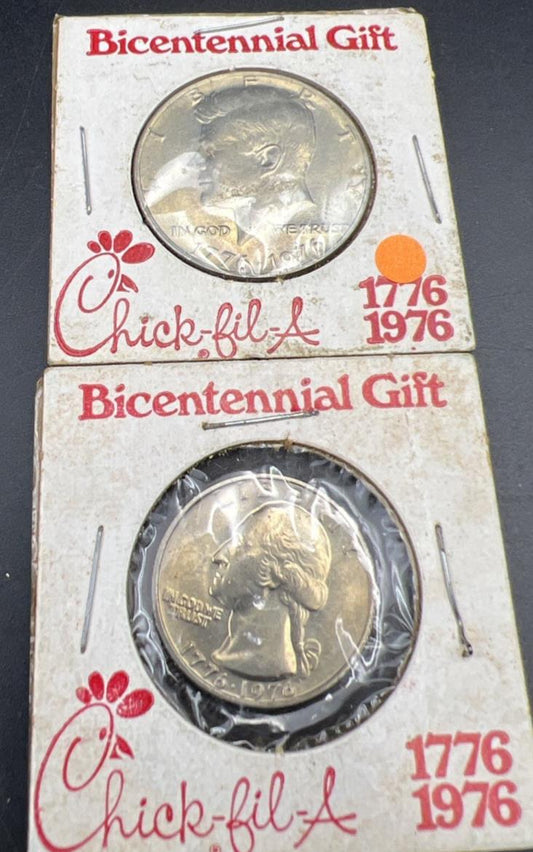 Bicentennial Gift
LIBERTY
IN GOD WE TRUST
1776 1976
Chick-fil-A
1776
1976
Bicentennial Gift
IN GOD WE
TRUST
1776-1976
Chick-fil-A
1776
1976